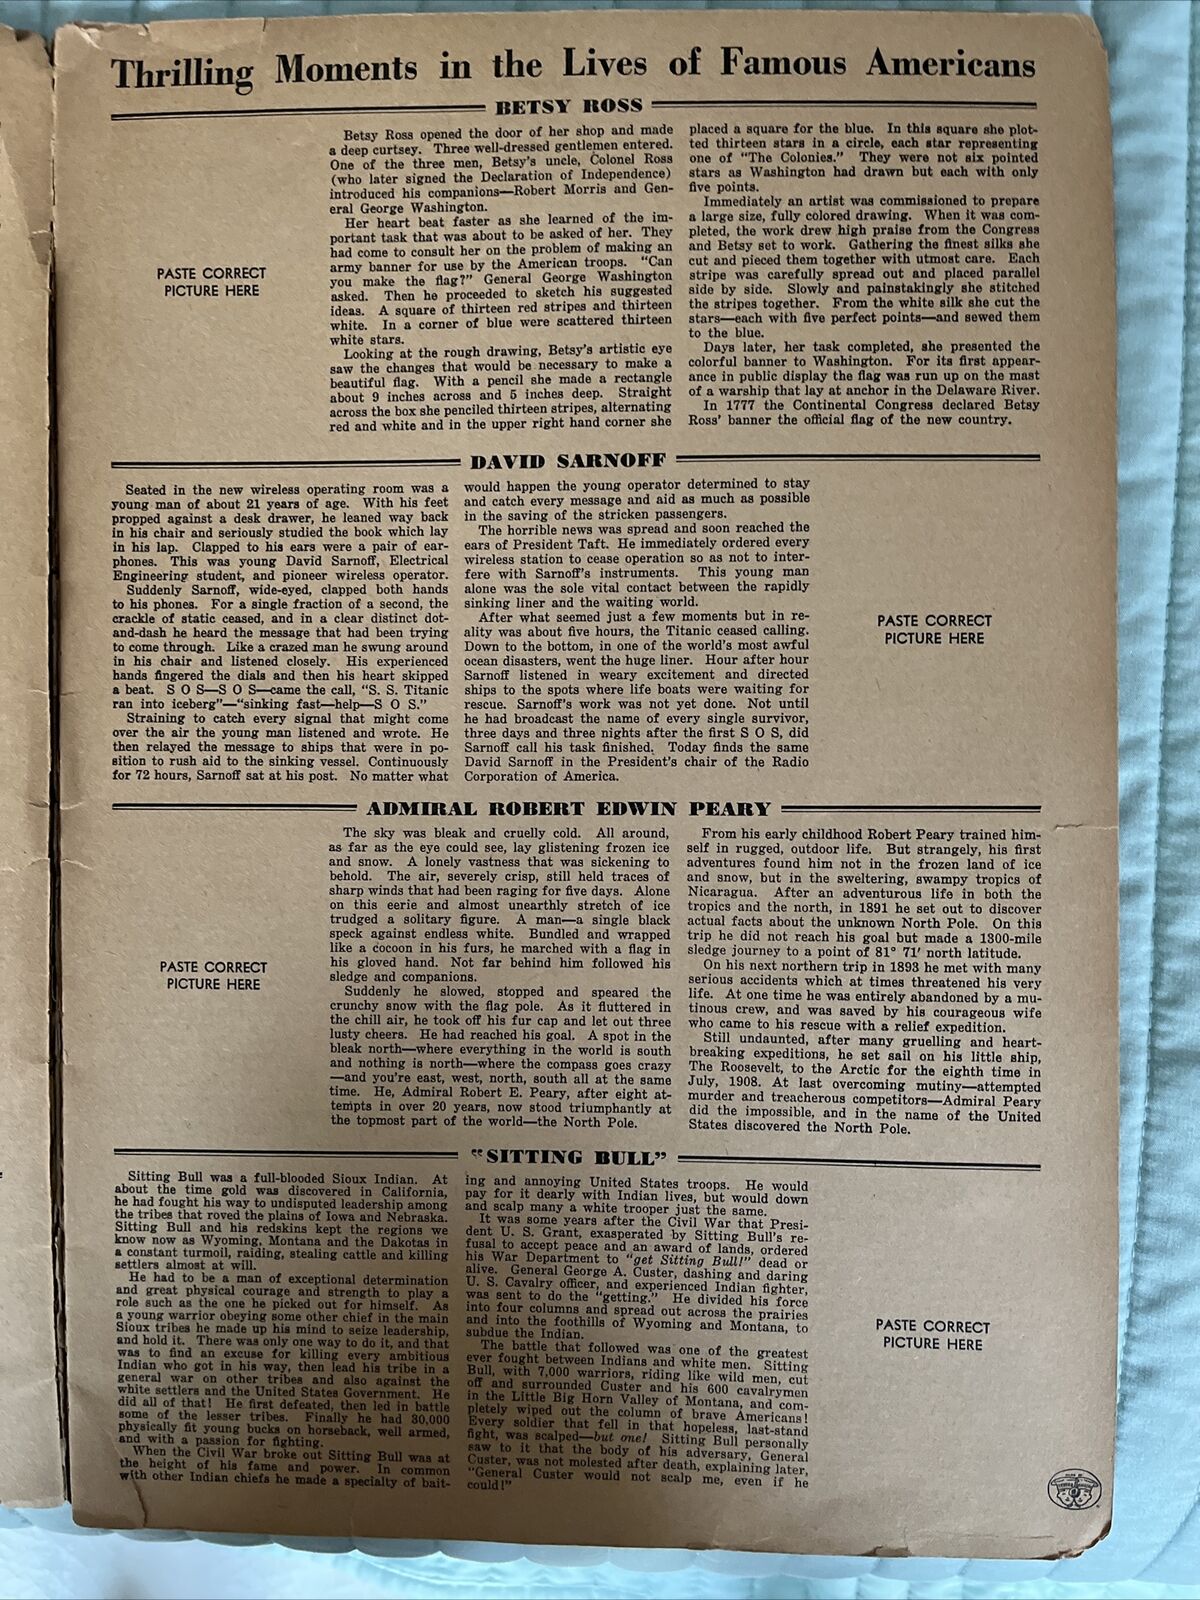 Thrilling Moments in the Lives of Famous Americans
BETSY ROSS
PASTE CORRECT
PICTURE HERE
Betsy Ross opened the door of her shop and made
a deep curtsey. Three well-dressed gentlemen entered.
One of the three men, Betsy's uncle, Colonel Ross
(who later signed the Declaration of Independence)
introduced his companions—Robert Morris and Gen-
eral George Washington.
Her heart beat faster as she learned of the im-
portant task that was about to be asked of her. They
had come to consult her on the problem of making an
army banner for use by the American troops. "Can
you make the flag?" General George Washington
asked. Then he proceeded to sketch his suggested
ideas. A square of thirteen red stripes and thirteen
white. In a corner of blue were scattered thirteen
white stars.
Looking at the rough drawing, Betsy's artistic eye
saw the changes that would be necessary to make a
beautiful flag. With a pencil she made a rectangle
about 9 inches across and 5 inches deep. Straight
across the box she penciled thirteen stripes, alternating
red and white and in the upper right hand corner she
placed a square for the blue. In this square she plot-
ted thirteen stars in a circle, each star representing
one of "The Colonies." They were not six pointed
stars as Washington had drawn but each with only
five points.
Immediately an artist was commissioned to prepare
a large size, fully colored drawing. When it was com-
pleted, the work drew high praise from the Congress
and Betsy set to work. Gathering the finest silks she
cut and pieced them together with utmost care. Each
stripe was carefully spread out and placed parallel
side by side. Slowly and painstakingly she stitched
the stripes together. From the white silk she cut the
stars—each with five perfect points—and sewed them
to the blue.
Days later, her task completed, she presented the
colorful banner to Washington. For its first appear-
ance in public display the flag was run up on the mast
of a warship that lay at anchor in the Delaware River.
In 1777 the Continental Congress declared Betsy
Ross' banner the official flag of the new country.
DAVID SARNOFF
Seated in the new wireless operating room was a
young man of about 21 years of age. With his feet
propped against a desk drawer, he leaned way back
in his chair and seriously studied the book which lay
in his lap. Clapped to his ears were a pair of ear-
phones. This was young David Sarnoff, Electrical
Engineering student, and pioneer wireless operator.
Suddenly Sarnoff, wide-eyed, clapped both hands
to his phones. For a single fraction of a second, the
crackle of static ceased, and in a clear distinct dot-
and-dash he heard the message that had been trying
to come through. Like a crazed man he swung around
in his chair and listened closely. His experienced
hands fingered the dials and then his heart skipped
a beat. S O S—S O S—came the call, "S. S. Titanic
ran into iceberg"—"sinking fast—help—S O S."
Straining to catch every signal that might come
over the air the young man listened and wrote. He
then relayed the message to ships that were in po-
sition to rush aid to the sinking vessel. Continuously
for 72 hours, Sarnoff sat at his post. No matter what
would happen the young operator determined to stay
and catch every message and aid as much as possible
in the saving of the stricken passengers.
The horrible news was spread and soon reached the
ears of President Taft. He immediately ordered every
wireless station to cease operation so as not to inter-
fere with Sarnoff's instruments. This young man
alone was the sole vital contact between the rapidly
sinking liner and the waiting world.
After what seemed just a few moments but in re-
ality was about five hours, the Titanic ceased calling.
Down to the bottom, in one of the world's most awful
ocean disasters, went the huge liner. Hour after hour
Sarnoff listened in weary excitement and directed
ships to the spots where life boats were waiting for
rescue. Sarnoff's work was not yet done. Not until
he had broadcast the name of every single survivor,
three days and three nights after the first S O S, did
Sarnoff call his task finished. Today finds the same
David Sarnoff in the President's chair of the Radio
Corporation of America.
PASTE CORRECT
PICTURE HERE
ADMIRAL ROBERT EDWIN PEARY
PASTE CORRECT
PICTURE HERE
The sky was bleak and cruelly cold. All around,
as far as the eye could see, lay glistening frozen ice
and snow. A lonely vastness that was sickening to
behold. The air, severely crisp, still held traces of
sharp winds that had been raging for five days. Alone
on this eerie and almost unearthly stretch of ice
trudged a solitary figure. A man—a single black
speck against endless white. Bundled and wrapped
like a cocoon in his furs, he marched with a flag in
his gloved hand. Not far behind him followed his
sledge and companions.
Suddenly he slowed, stopped and speared the
crunchy snow with the flag pole. As it fluttered in
the chill air, he took off his fur cap and let out three
lusty cheers. He had reached his goal. A spot in the
bleak north—where everything in the world is south
and nothing is north—where the compass goes crazy
—and you're east, west, north, south all at the same
time. He, Admiral Robert E. Peary, after eight at-
tempts in over 20 years, now stood triumphantly at
the topmost part of the world—the North Pole.
From his early childhood Robert Peary trained him-
self in rugged, outdoor life. But strangely, his first
adventures found him not in the frozen land of ice
and snow, but in the sweltering, swampy tropics of
Nicaragua. After an adventurous life in both the
tropics and the north, in 1891 he set out to discover
actual facts about the unknown North Pole. On this
trip he did not reach his goal but made a 1300-mile
sledge journey to a point of 81° 71' north latitude.
On his next northern trip in 1893 he met with many
serious accidents which at times threatened his very
life. At one time he was entirely abandoned by a mu-
tinous crew, and was saved by his courageous wife
who came to his rescue with a relief expedition.
Still undaunted, after many gruelling and heart-
breaking expeditions, he set sail on his little ship,
The Roosevelt, to the Arctic for the eighth time in
July, 1908. At last overcoming mutiny—attempted
murder and treacherous competitors—Admiral Peary
did the impossible, and in the name of the United
States discovered the North Pole.
"SITTING BULL"
Sitting Bull was a full-blooded Sioux Indian. At
about the time gold was discovered in California,
he had fought his way to undisputed leadership among
the tribes that roved the plains of Iowa and Nebraska.
Sitting Bull and his redskins kept the regions we
know now as Wyoming, Montana and the Dakotas in
a constant turmoil, raiding, stealing cattle and killing
settlers almost at will.
He had to be a man of exceptional determination
and great physical courage and strength to play a
role such as the one he picked out for himself. As
a young warrior obeying some other chief in the main
Sioux tribes he made up his mind to seize leadership,
and hold it. There was only one way to do it, and that
was to find an excuse for killing every ambitious
Indian who got in his way, then lead his tribe in a
general war on other tribes and also against the
white settlers and the United States Government. He
did all of that! He first defeated, then led in battle
some of the lesser tribes. Finally he had 30,000
physically fit young bucks on horseback, well armed,
and with a passion for fighting.
When the Civil War broke out Sitting Bull was at
the height of his fame and power. In common
with other Indian chiefs he made a specialty of bait-
ing and annoying United States troops. He would
pay for it dearly with Indian lives, but would down
and scalp many a white trooper just the same.
It was some years after the Civil War that Presi-
dent U. S. Grant, exasperated by Sitting Bull's re-
fusal to accept peace and an award of lands, ordered
his War Department to "get Sitting Bull!" dead or
alive. General George A. Custer, dashing and daring
U. S. Cavalry officer, and experienced Indian fighter,
was sent to do the "getting." He divided his force
into four columns and spread out across the prairies
and into the foothills of Wyoming and Montana, to
subdue the Indian.
The battle that followed was one of the greatest
ever fought between Indians and white men. Sitting
Bull, with 7,000 warriors, riding like wild men, cut
off and surrounded Custer and his 600 cavalrymen
in the Little Big Horn Valley of Montana, and com-
pletely wiped out the column of brave Americans!
Every soldier that fell in that hopeless, last-stand
fight, was scalped—but one! Sitting Bull personally
saw to it that the body of his adversary, General
Custer, was not molested after death, explaining later,
"General Custer would not scalp me, even if he
could!"
PASTE CORRECT
PICTURE HERE